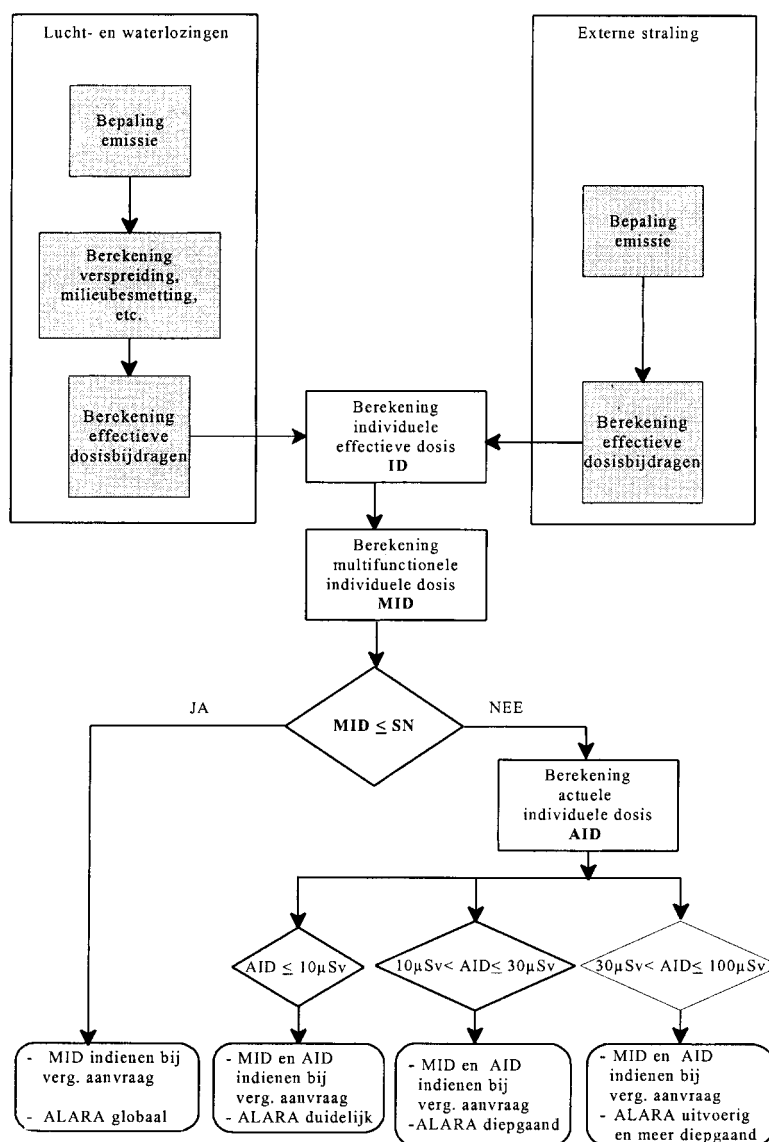 Lucht- en waterlozingen
Bepaling
emissie
Berekening
verspreiding,
milieubesmetting,
etc.
Berekening
effectieve
dosisbijdragen
Externe straling
Bepaling
emissie
Berekening
effectieve
dosisbijdragen
Berekening
individuele
effectieve dosis
ID
Berekening
multifunctionele
individuele dosis
MID
MID ≤ SN
JA
NEE
Berekening
actuele
individuele dosis
AID
AID ≤ 10µSv
10µSv< AID≤ 30µSv
30µSv< AID≤ 100µSv
- MID indienen bij
verg. aanvraag
- ALARA globaal
- MID en AID
indienen bij
verg. aanvraag
- ALARA duidelijk
- MID en AID
indienen bij
verg. aanvraag
-ALARA diepgaand
- MID en AID
indienen bij
verg. aanvraag
- ALARA uitvoerig
en meer diepgaand